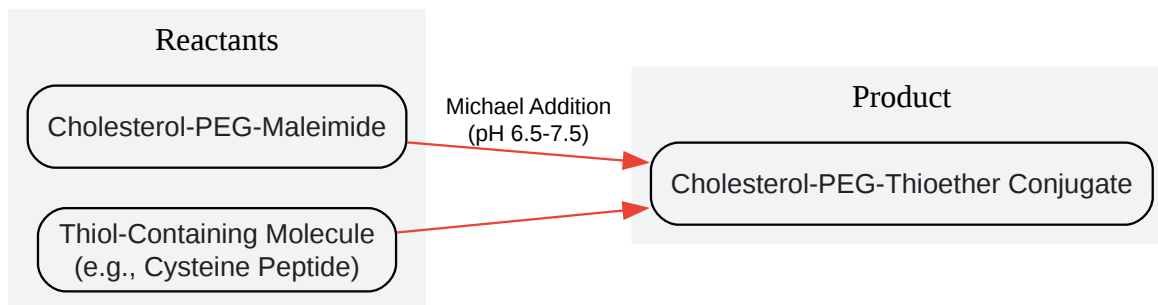 Reactants
Cholesterol-PEG-Maleimide
Thiol-Containing Molecule
(e.g., Cysteine Peptide)
Michael Addition
(pH 6.5-7.5)
Product
Cholesterol-PEG-Thioether Conjugate